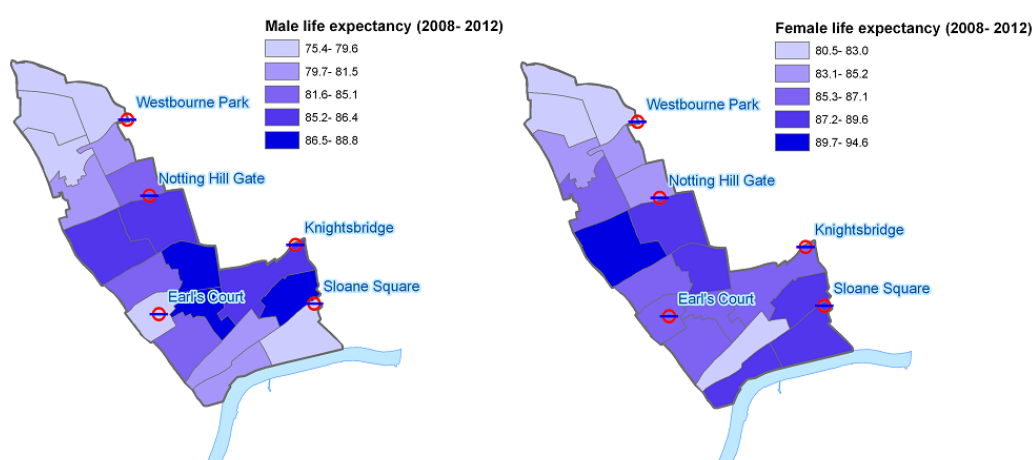 Male life expectancy (2008- 2012)
75.4- 79.6
79.7- 81.5
81.6- 85.1
85.2- 86.4
86.5- 88.8
Westbourne Park
Notting Hill Gate
Knightsbridge
Earl's Court
Sloane Square
Female life expectancy (2008- 2012)
80.5- 83.0
83.1- 85.2
85.3- 87.1
87.2- 89.6
89.7- 94.6
Westbourne Park
Notting Hill Gate
Knightsbridge
Earl's Court
Sloane Square